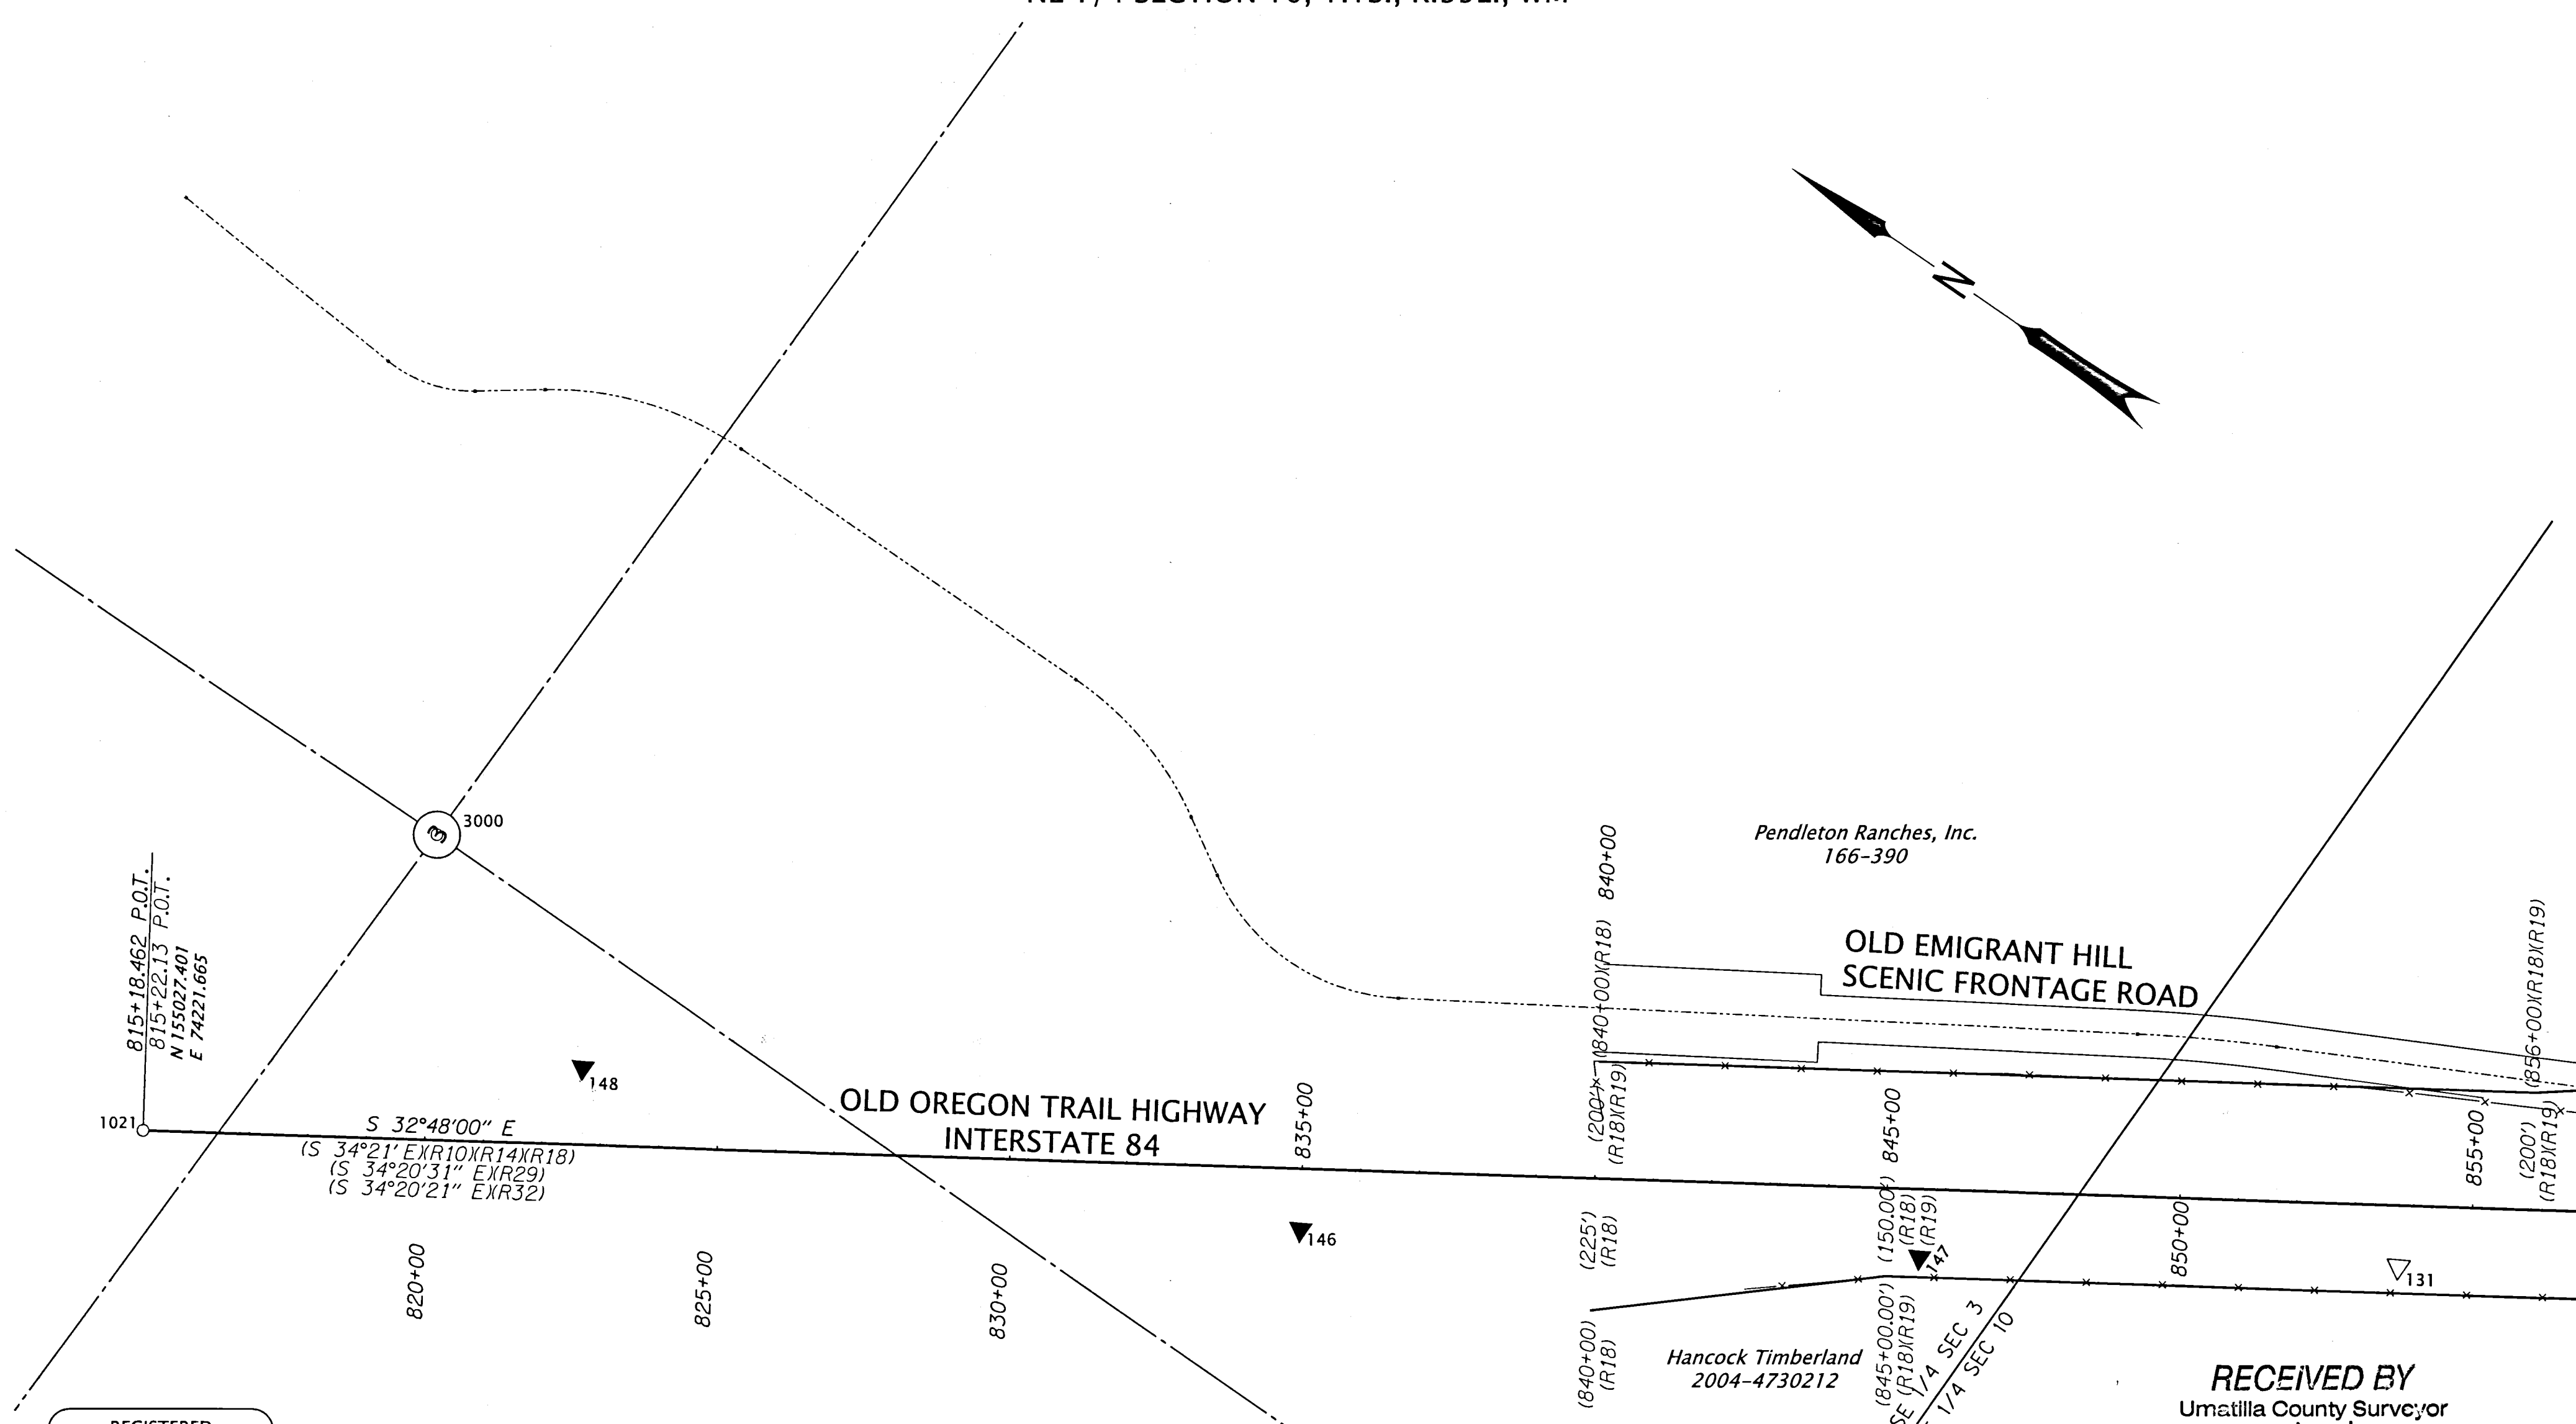 N
3
3000
815+18.462 P.O.T.
815+22.13 P.O.T.
N 155027.401
E 74221.665
1021
148
S 32°48'00" E
(S 34°21' E)(R10)(R14)(R18)
(S 34°20'31" E)(R29)
(S 34°20'21" E)(R32)
OLD OREGON TRAIL HIGHWAY
INTERSTATE 84
820+00
825+00
830+00
835+00
146
840+00
(840+00)(R18)
(200')
(R18)(R19)
(225')
(R18)
(840+00)
(R18)
Pendleton Ranches, Inc.
166-390
OLD EMIGRANT HILL
SCENIC FRONTAGE ROAD
845+00
(150.00')
(R18)
(R19)
147
(845+00.00')
(R18)(R19)
Hancock Timberland
2004-4730212
SE 1/4 SEC 3
1/4 SEC 10
850+00
131
855+00
(856+00)(R18)(R19)
(200')
(R18)(R19)
RECEIVED BY
Umatilla County Surveyor